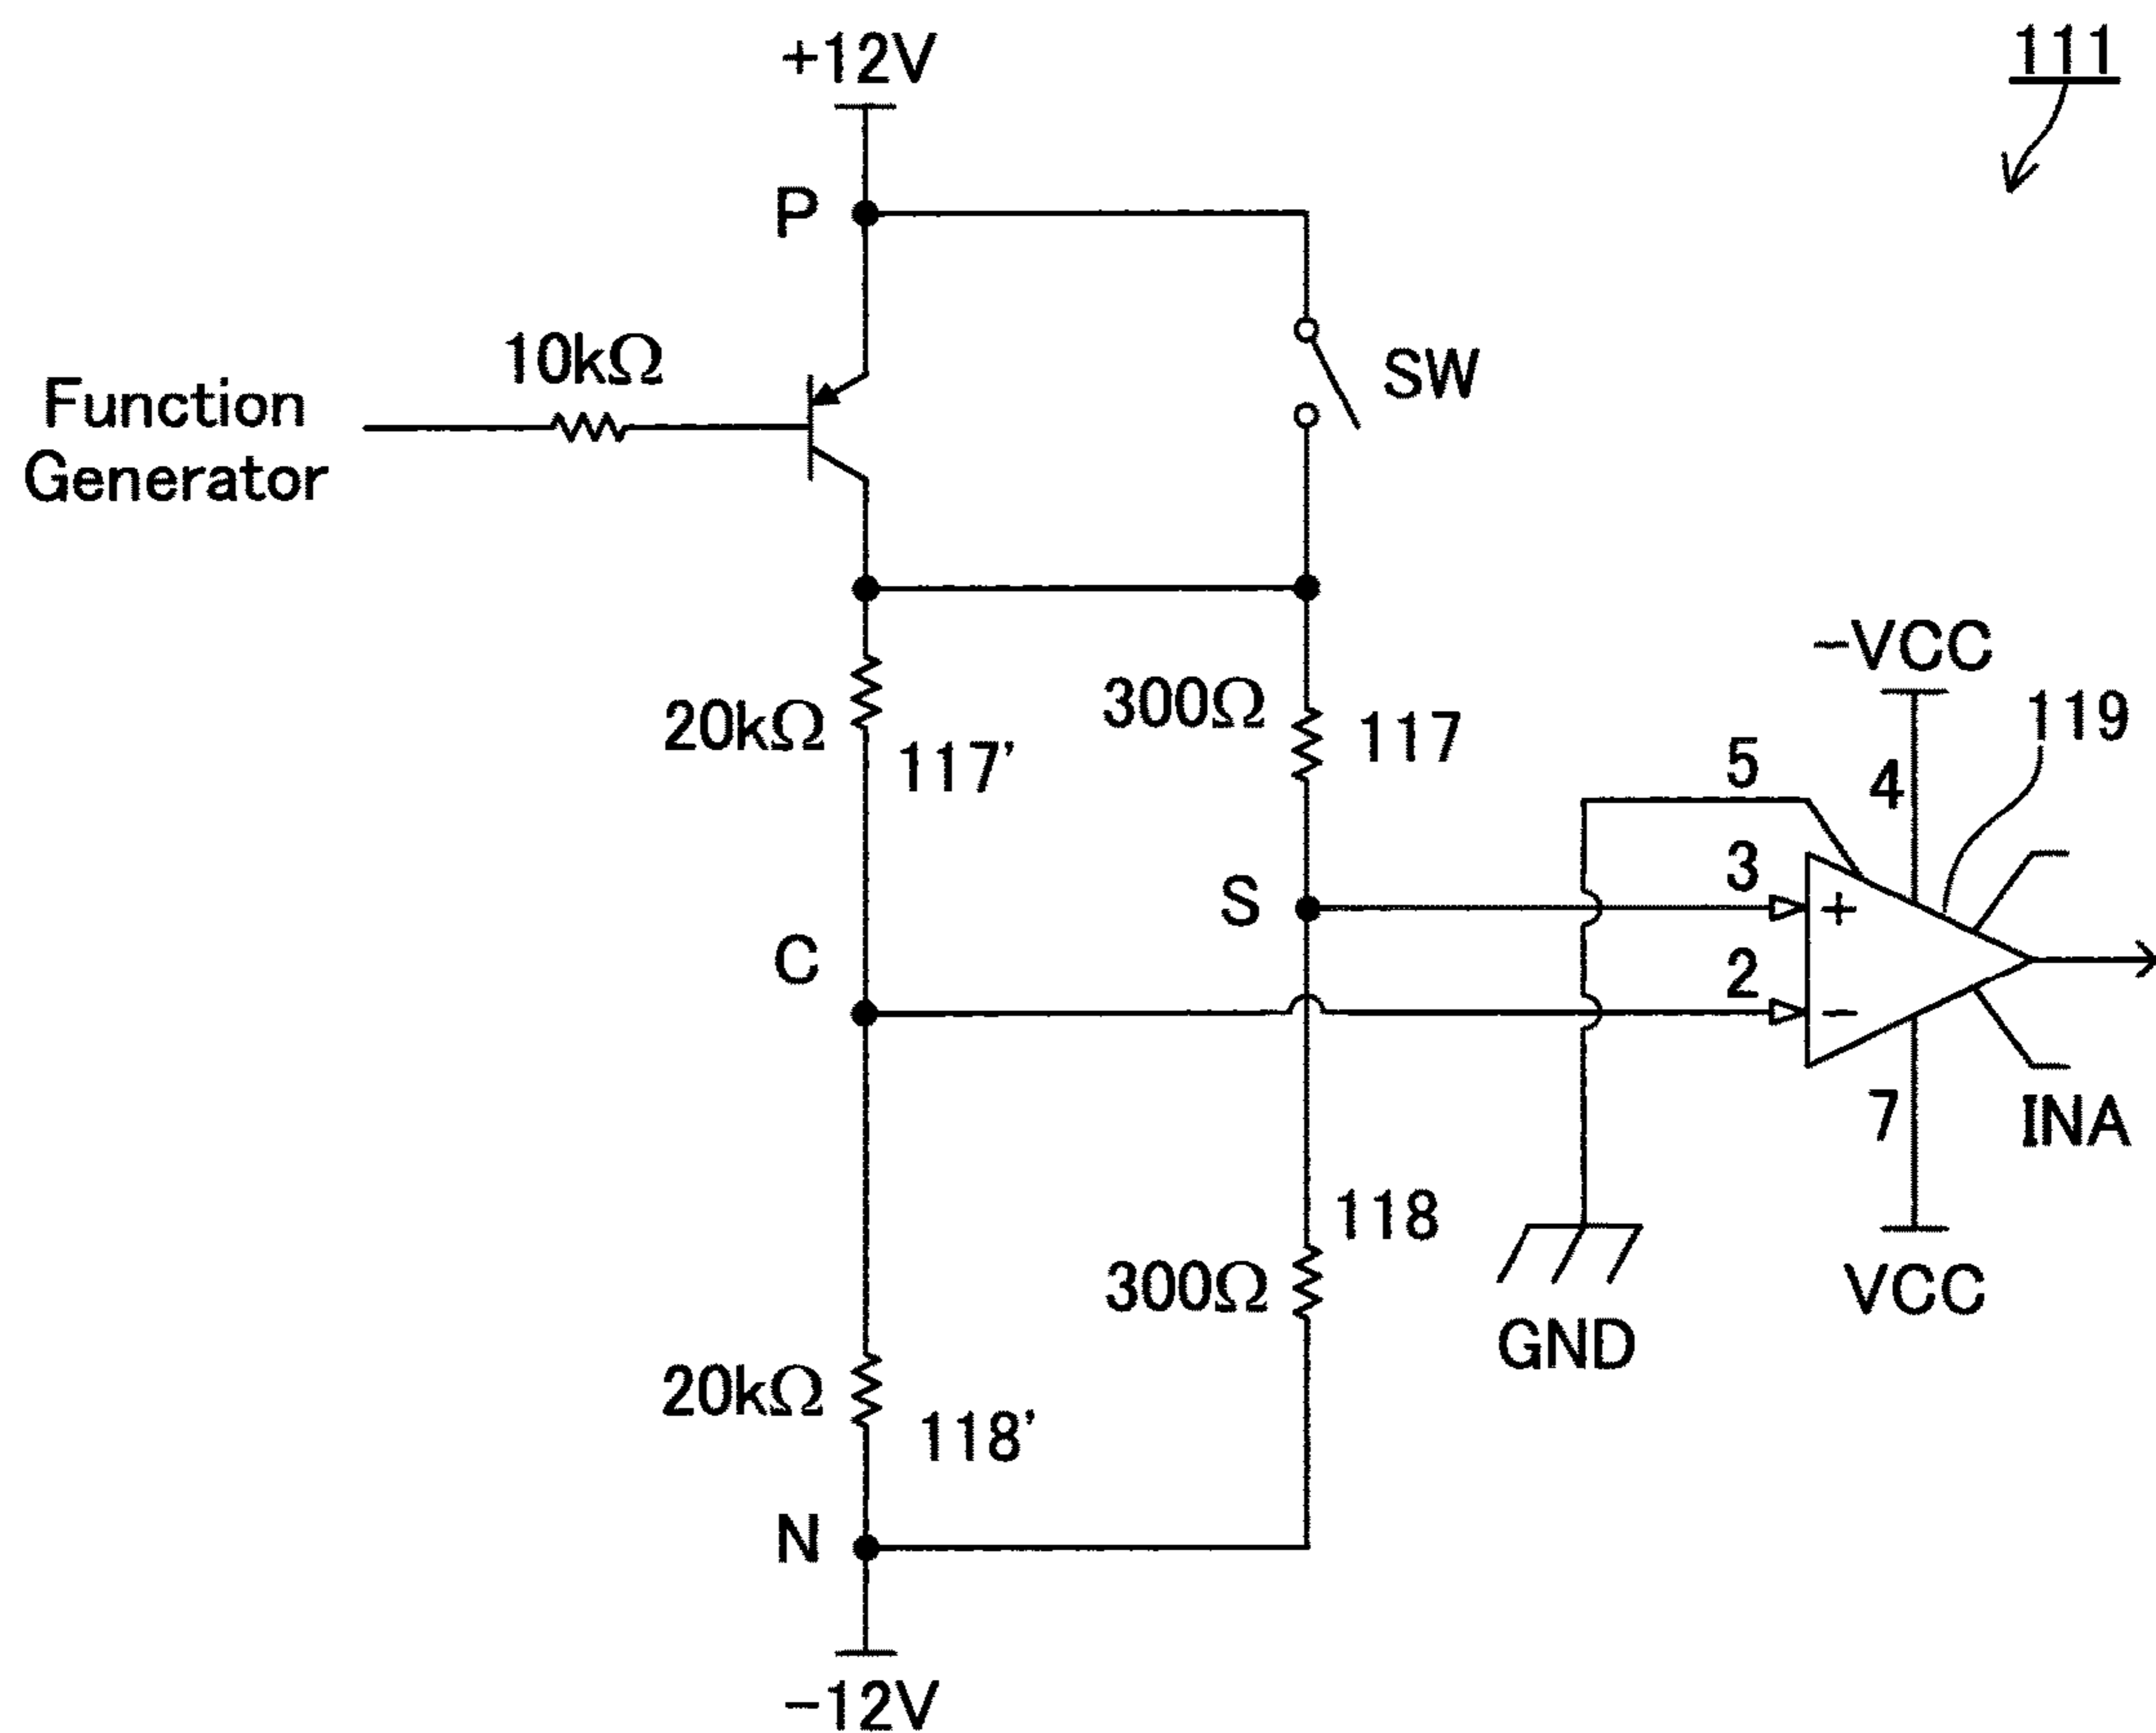 111
+12V
P
10kΩ
SW
Function
Generator
-VCC
20kΩ
300Ω
117
119
117'
5
4
3
S
+
C
2
-
7
INA
118
300Ω
VCC
GND
20kΩ
118'
N
-12V